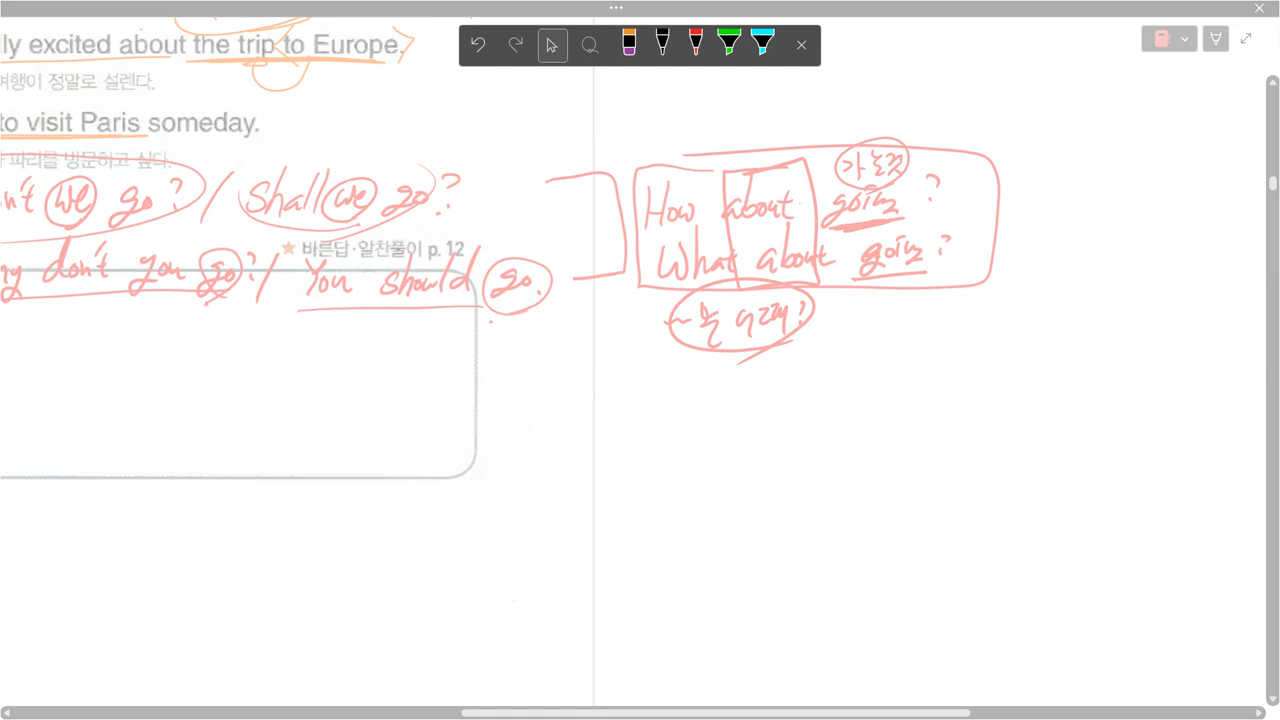 lly excited about the trip to Europe.
여행이 정말로 설렌다.
to visit Paris someday.
파리를 방문하고 싶다.
가는것
n't we go? / Shall we go?
How about going?
바른답·알찬풀이 p. 12
What about going?
y don't you go? / You should go.
~는 어때?